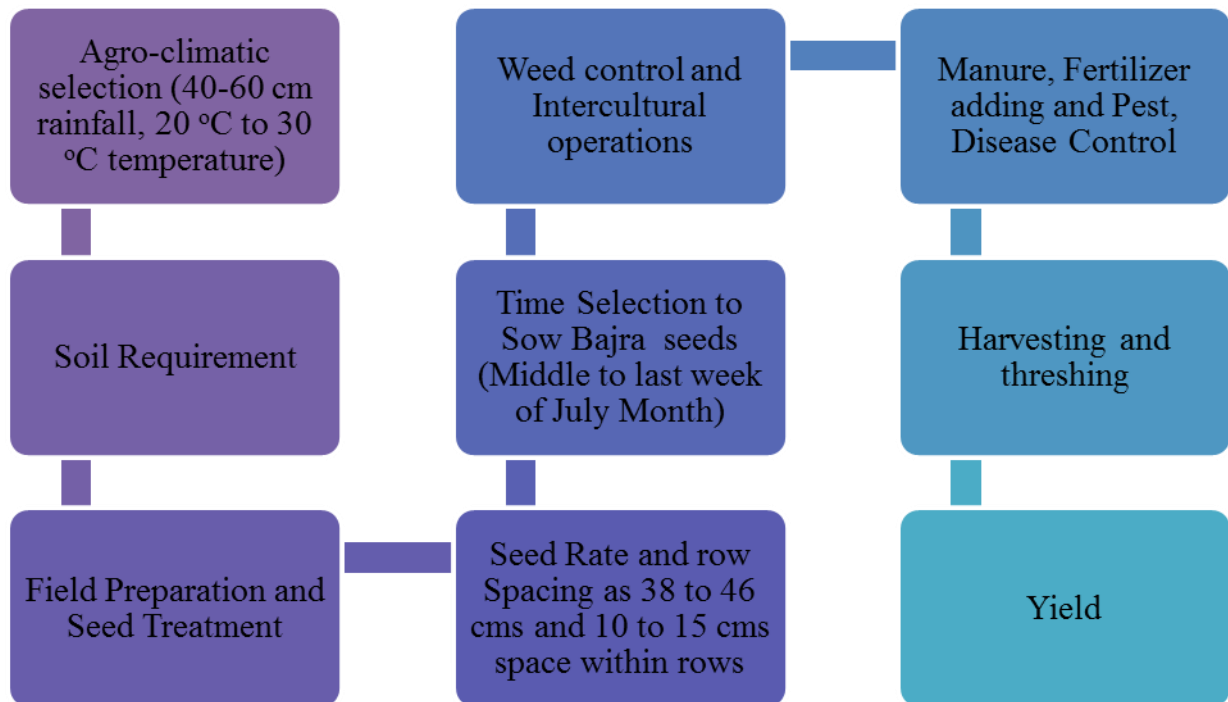 Agro-climatic
selection (40-60 cm
rainfall, 20 ᵒC to 30
ᵒC temperature)
Soil Requirement
Field Preparation and
Seed Treatment
Seed Rate and row
Spacing as 38 to 46
cms and 10 to 15 cms
space within rows
Time Selection to
Sow Bajra seeds
(Middle to last week
of July Month)
Weed control and
Intercultural
operations
Manure, Fertilizer
adding and Pest,
Disease Control
Harvesting and
threshing
Yield